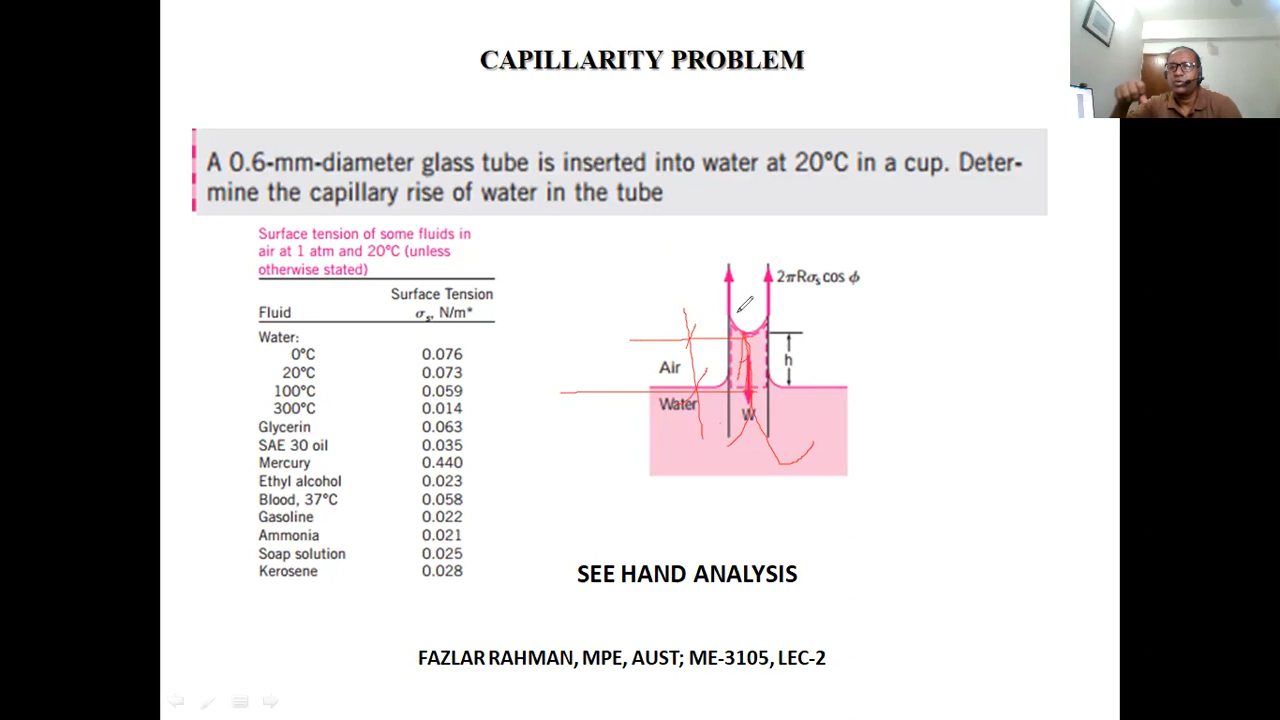 CAPILLARITY PROBLEM
A 0.6-mm-diameter glass tube is inserted into water at 20°C in a cup. Deter-
mine the capillary rise of water in the tube
Surface tension of some fluids in
air at 1 atm and 20°C (unless
otherwise stated)
Surface Tension
Fluid σₛ, N/m*
Water:
0°C 0.076
20°C 0.073
100°C 0.059
300°C 0.014
Glycerin 0.063
SAE 30 oil 0.035
Mercury 0.440
Ethyl alcohol 0.023
Blood, 37°C 0.058
Gasoline 0.022
Ammonia 0.021
Soap solution 0.025
Kerosene 0.028
2πRσₛ cos ϕ
h
Air
Water
W
SEE HAND ANALYSIS
FAZLAR RAHMAN, MPE, AUST; ME-3105, LEC-2